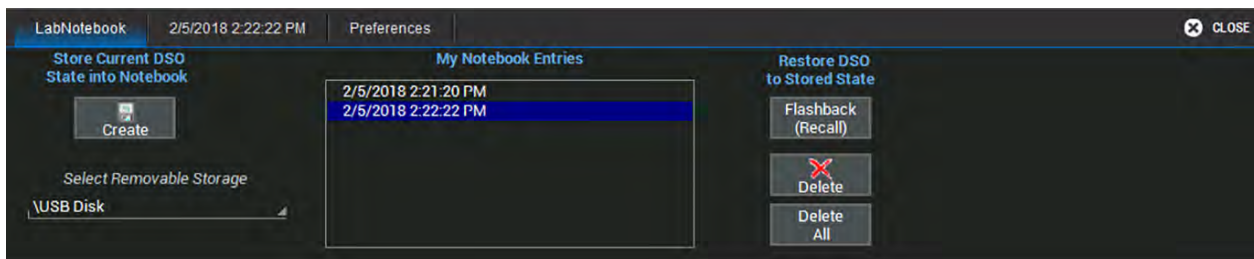 LabNotebook 2/5/2018 2:22:22 PM Preferences CLOSE
Store Current DSO
State into Notebook
Create
Select Removable Storage
\USB Disk
My Notebook Entries
2/5/2018 2:21:20 PM
2/5/2018 2:22:22 PM
Restore DSO
to Stored State
Flashback
(Recall)
Delete
Delete
All